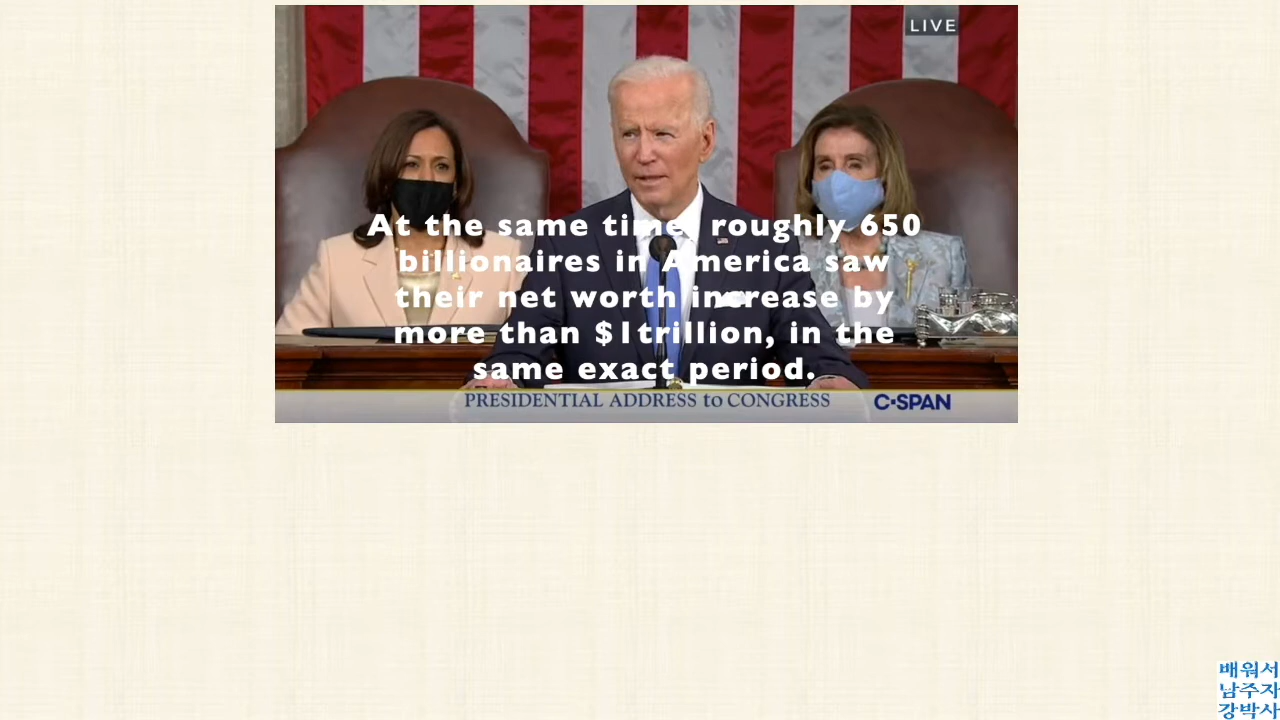 LIVE
At the same time, roughly 650
billionaires in America saw
their net worth increase by
more than $1trillion, in the
same exact period.
PRESIDENTIAL ADDRESS to CONGRESS
C-SPAN
배워서
남주자
강박사